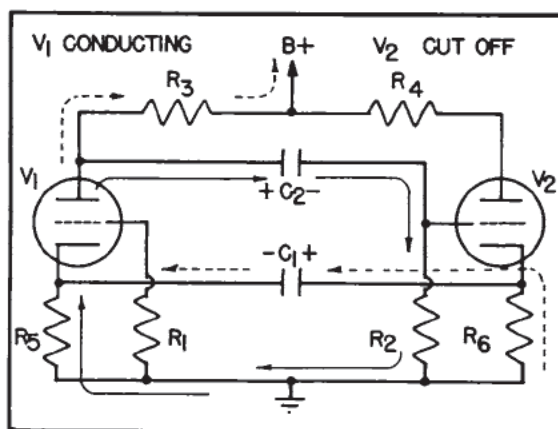 V1 CONDUCTING B+ V2 CUT OFF
R3 R4
V1 V2
+ C2 -
- C1 +
R5 R1 R2 R6